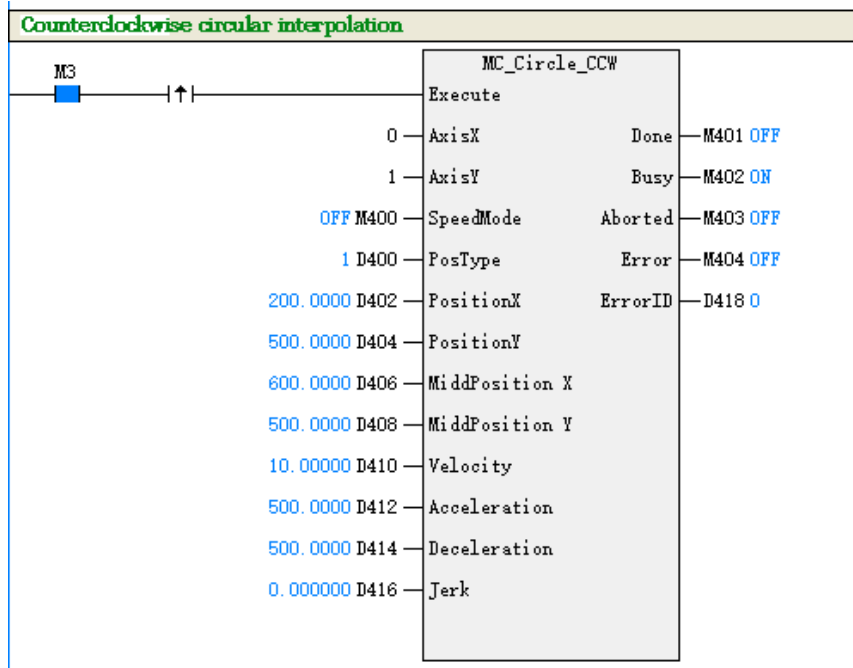 Counterclockwise circular interpolation
MC_Circle_CCW
M3
Execute
0 AxisX Done M401 OFF
1 AxisY Busy M402 ON
OFF M400 SpeedMode Aborted M403 OFF
1 D400 PosType Error M404 OFF
200.0000 D402 PositionX ErrorID D418 0
500.0000 D404 PositionY
600.0000 D406 MiddPosition X
500.0000 D408 MiddPosition Y
10.00000 D410 Velocity
500.0000 D412 Acceleration
500.0000 D414 Deceleration
0.000000 D416 Jerk